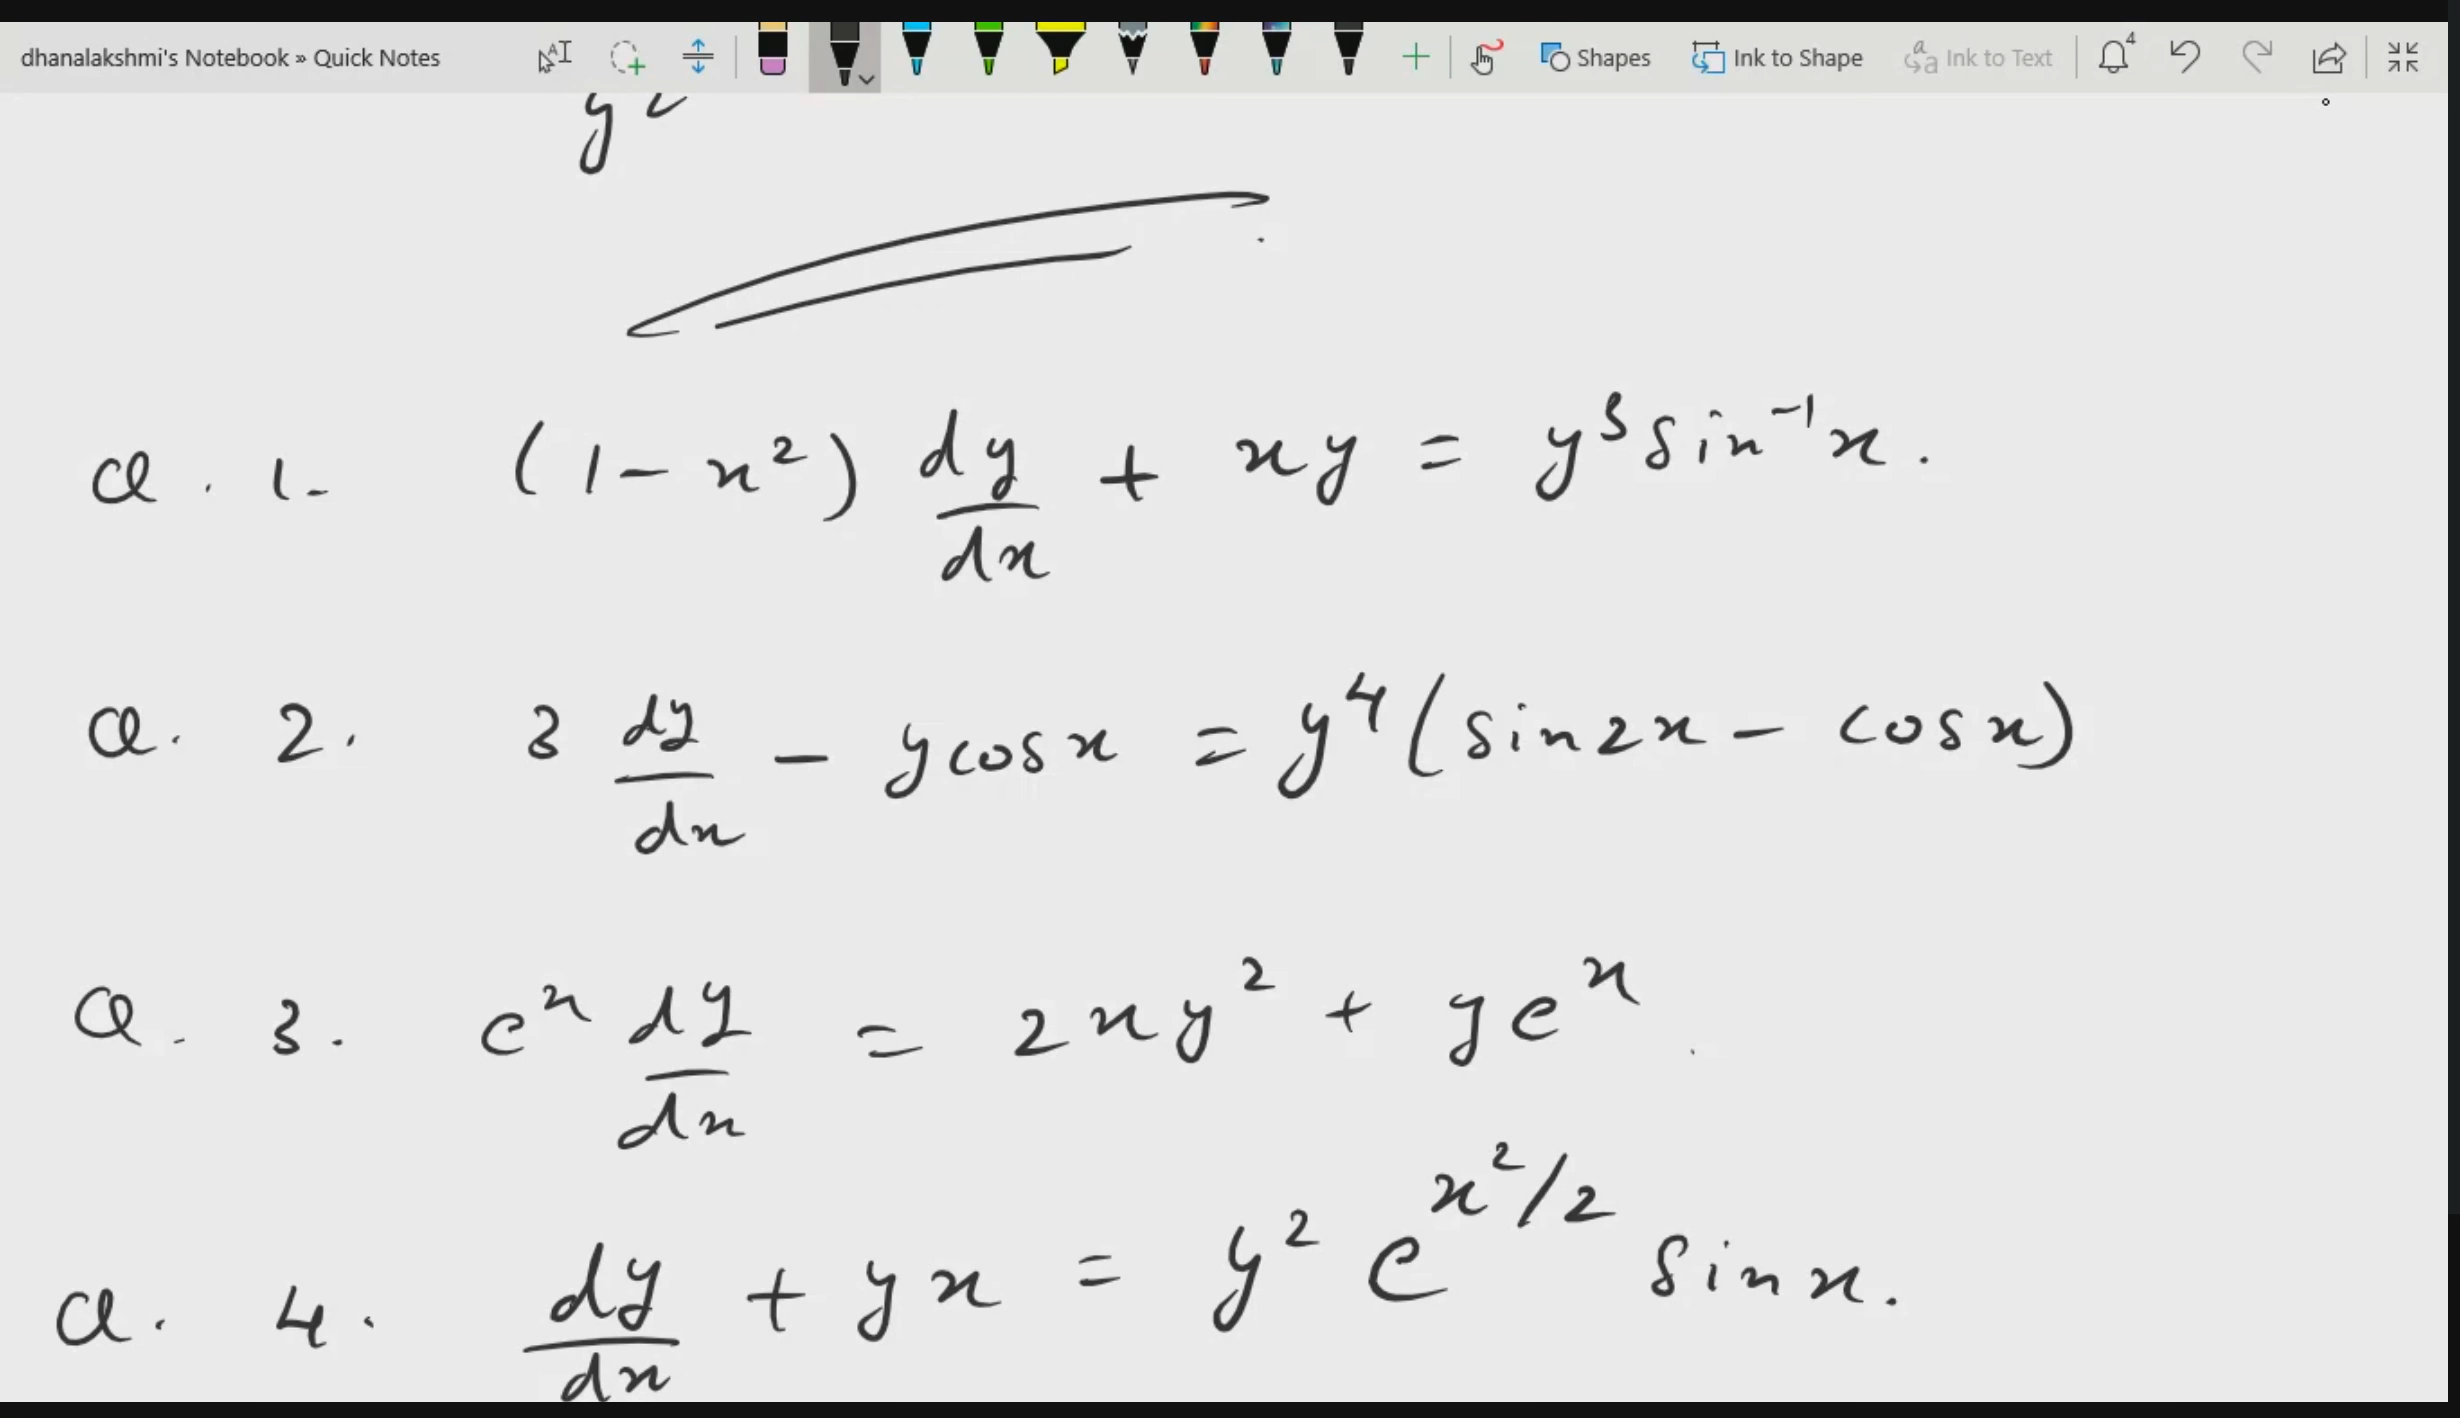 dhanalakshmi's Notebook » Quick Notes Shapes Ink to Shape Ink to Text 4
y²
Q. 1. (1 - x²) dy/dx + xy = y³ sin⁻¹x.
Q. 2. 3 dy/dx - y cos x = y⁴ (sin 2x - cos x)
Q. 3. eˣ dy/dx = 2xy² + yeˣ.
Q. 4. dy/dx + yx = y² e^(x²/2) sin x.